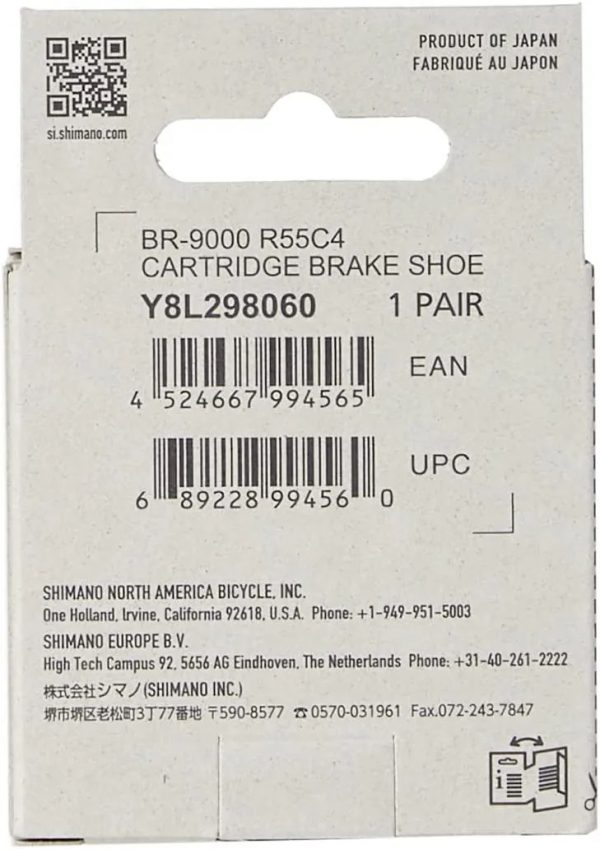 PRODUCT OF JAPAN
FABRIQUÉ AU JAPON
si.shimano.com
BR-9000 R55C4
CARTRIDGE BRAKE SHOE
Y8L298060 1 PAIR
EAN
4 524667 994565
UPC
6 89228 99456 0
SHIMANO NORTH AMERICA BICYCLE, INC.
One Holland, Irvine, California 92618, U.S.A. Phone: +1-949-951-5003
SHIMANO EUROPE B.V.
High Tech Campus 92, 5656 AG Eindhoven, The Netherlands Phone: +31-40-261-2222
株式会社シマノ(SHIMANO INC.)
堺市堺区老松町3丁77番地 〒590-8577 ☎0570-031961 Fax.072-243-7847
i